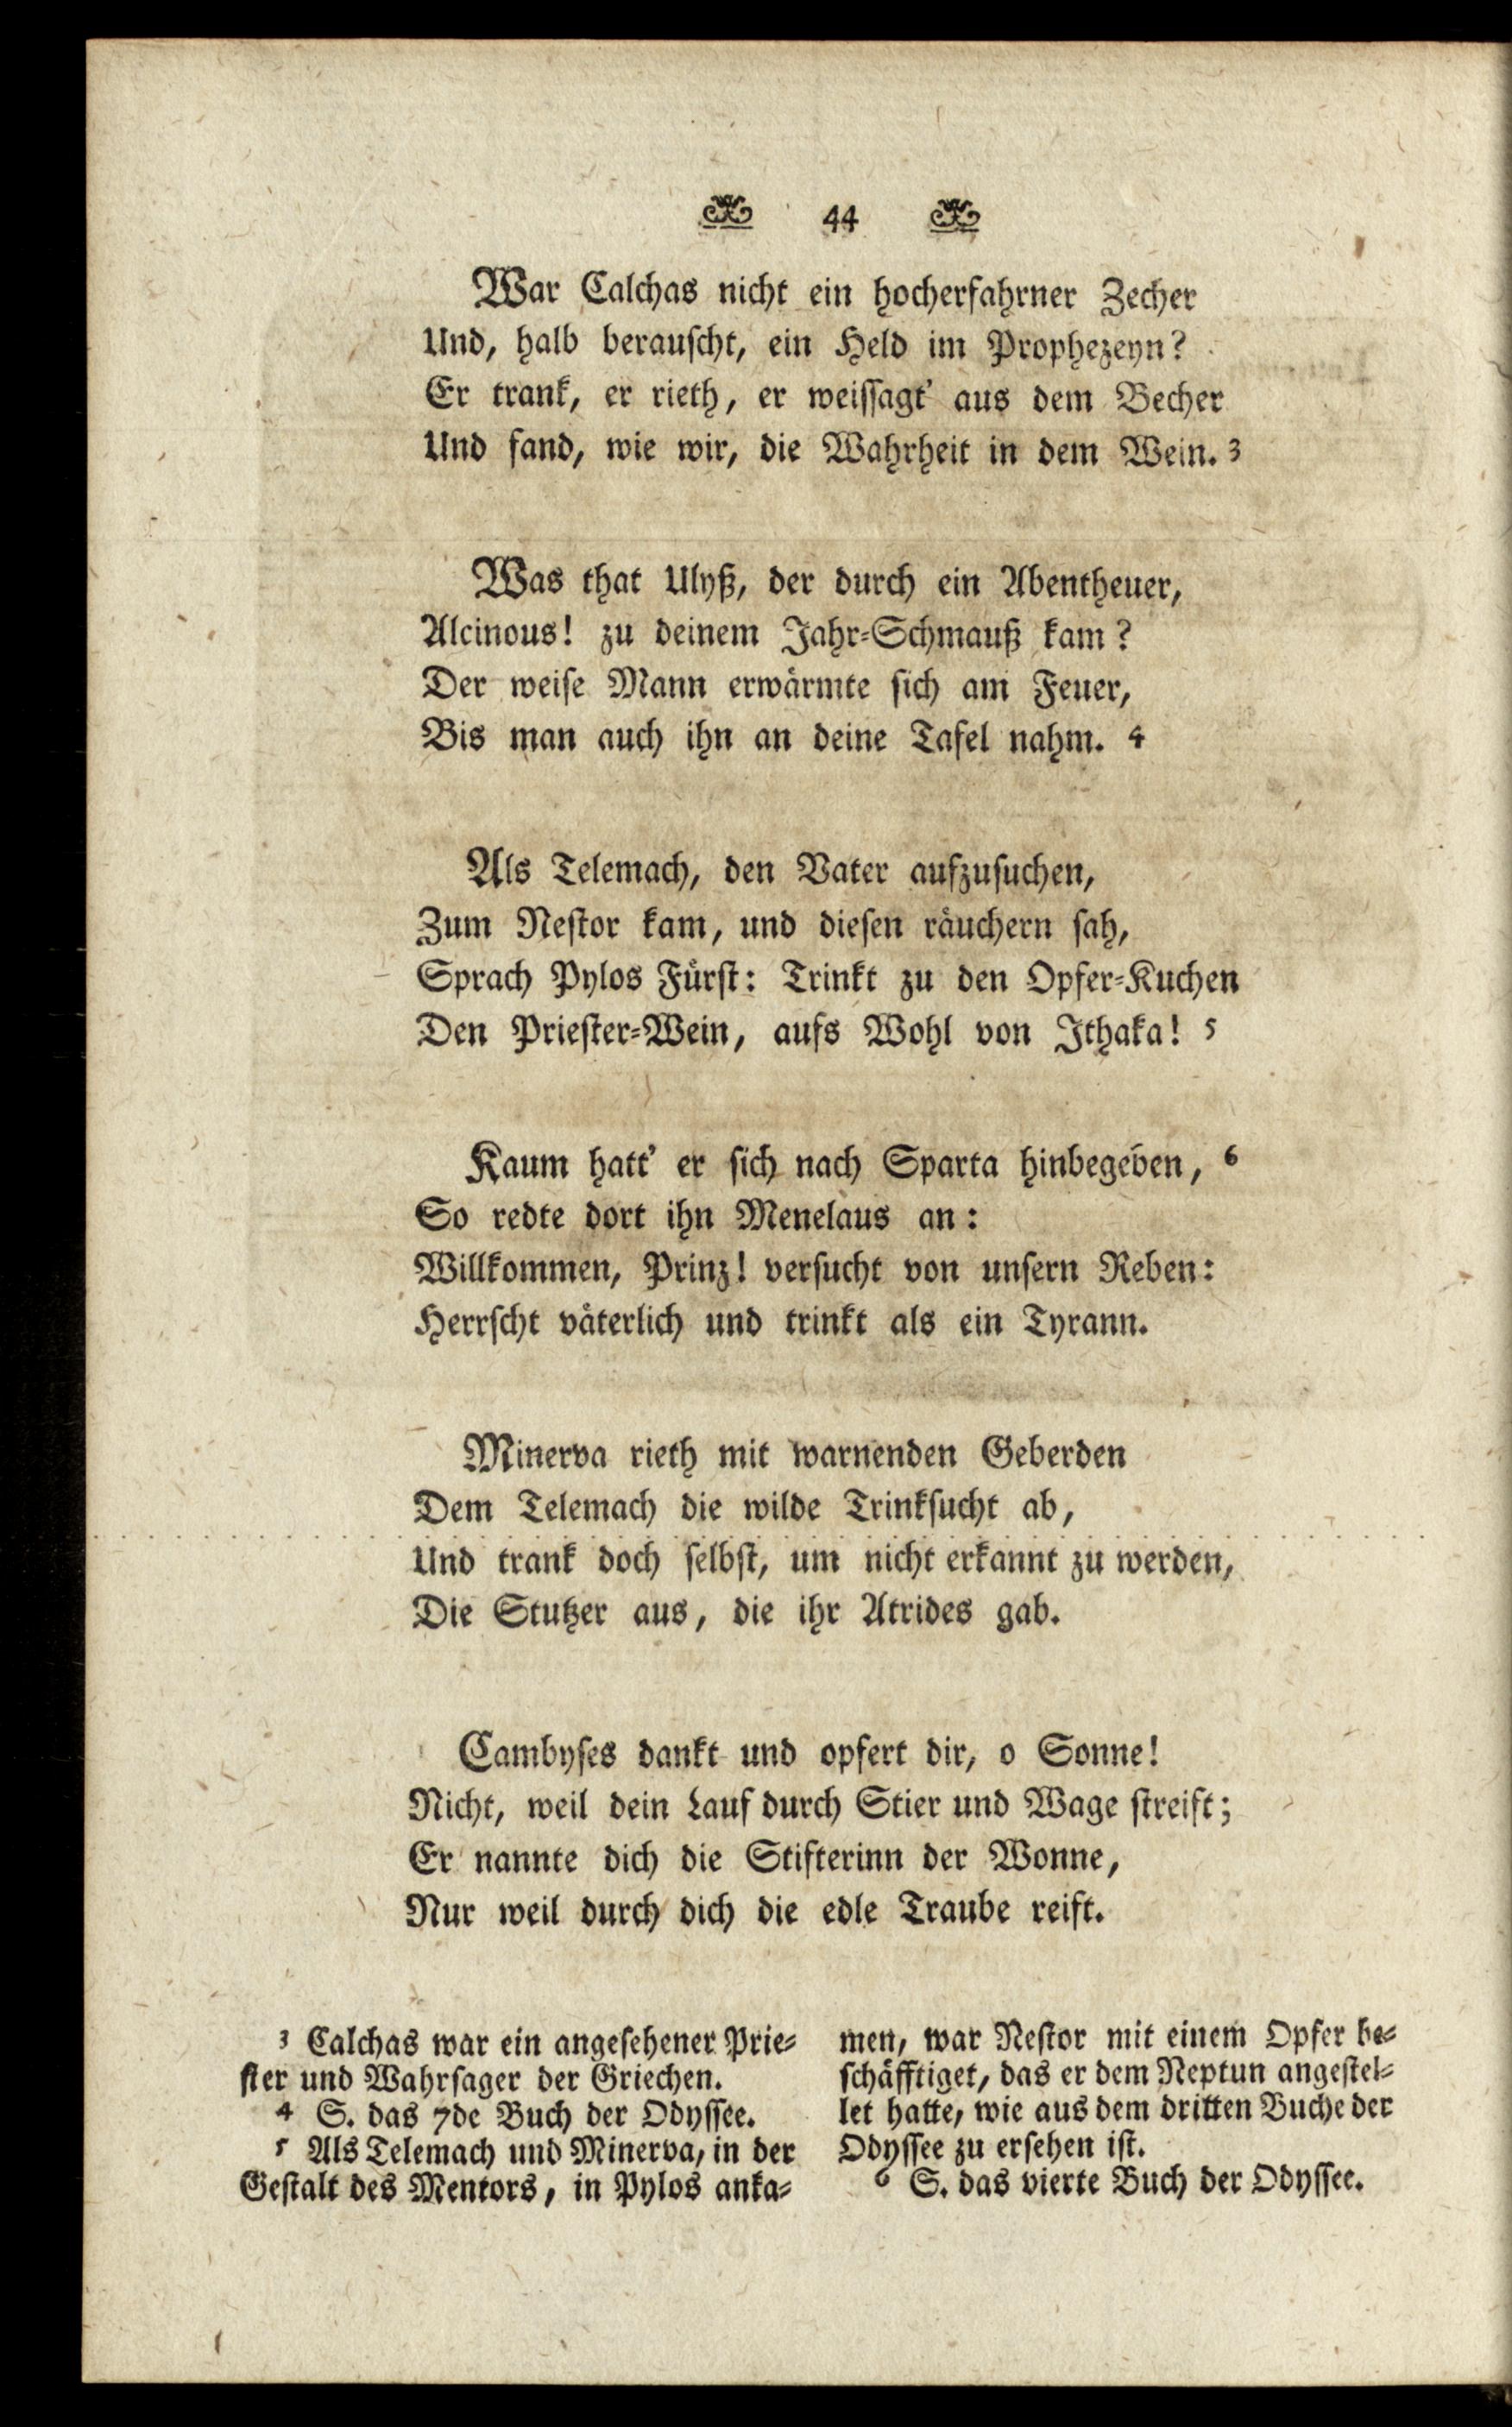 44
War Calchas nicht ein hocherfahrner Zecher
Und, halb berauscht, ein Held im Prophezeyn?
Er trank, er rieth, er weissagt' aus dem Becher
Und fand, wie wir, die Wahrheit in dem Wein. 3
Was that Ulyß, der durch ein Abentheuer,
Alcinous! zu deinem Jahr-Schmauß kam?
Der weise Mann erwärmte sich am Feuer,
Bis man auch ihn an deine Tafel nahm. 4
Als Telemach, den Vater aufzusuchen,
Zum Nestor kam, und diesen räuchern sah,
Sprach Pylos Fürst: Trinkt zu den Opfer-Kuchen
Den Priester-Wein, aufs Wohl von Ithaka! 5
Kaum hatt' er sich nach Sparta hinbegeben, 6
So redte dort ihn Menelaus an:
Willkommen, Prinz! versucht von unsern Reben:
Herrscht väterlich und trinkt als ein Tyrann.
Minerva rieth mit warnenden Geberden
Dem Telemach die wilde Trinksucht ab,
Und trank doch selbst, um nicht erkannt zu werden,
Die Stutzer aus, die ihr Atrides gab.
Cambyses dankt und opfert dir, o Sonne!
Nicht, weil dein Lauf durch Stier und Wage streift;
Er nannte dich die Stifterinn der Wonne,
Nur weil durch dich die edle Traube reift.
3 Calchas war ein angesehener Prie-
ster und Wahrsager der Griechen.
4 S. das 7de Buch der Odyssee.
5 Als Telemach und Minerva, in der
Gestalt des Mentors, in Pylos anka-
men, war Nestor mit einem Opfer be-
schäfftiget, das er dem Neptun angestel-
let hatte, wie aus dem dritten Buche der
Odyssee zu ersehen ist.
6 S. das vierte Buch der Odyssee.